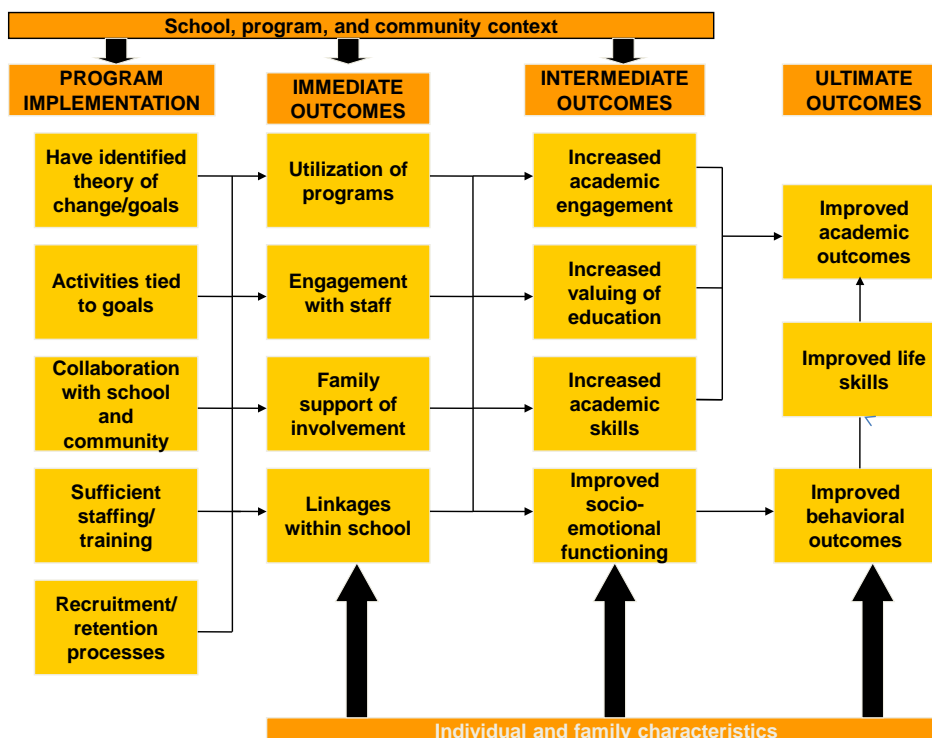 School, program, and community context
PROGRAM
IMPLEMENTATION
IMMEDIATE
OUTCOMES
INTERMEDIATE
OUTCOMES
ULTIMATE
OUTCOMES
Have identified
theory of
change/goals
Activities tied
to goals
Collaboration
with school
and
community
Sufficient
staffing/
training
Recruitment/
retention
processes
Utilization of
programs
Engagement
with staff
Family
support of
involvement
Linkages
within school
Increased
academic
engagement
Increased
valuing of
education
Increased
academic
skills
Improved
socio-
emotional
functioning
Improved
academic
outcomes
Improved life
skills
Improved
behavioral
outcomes
Individual and family characteristics